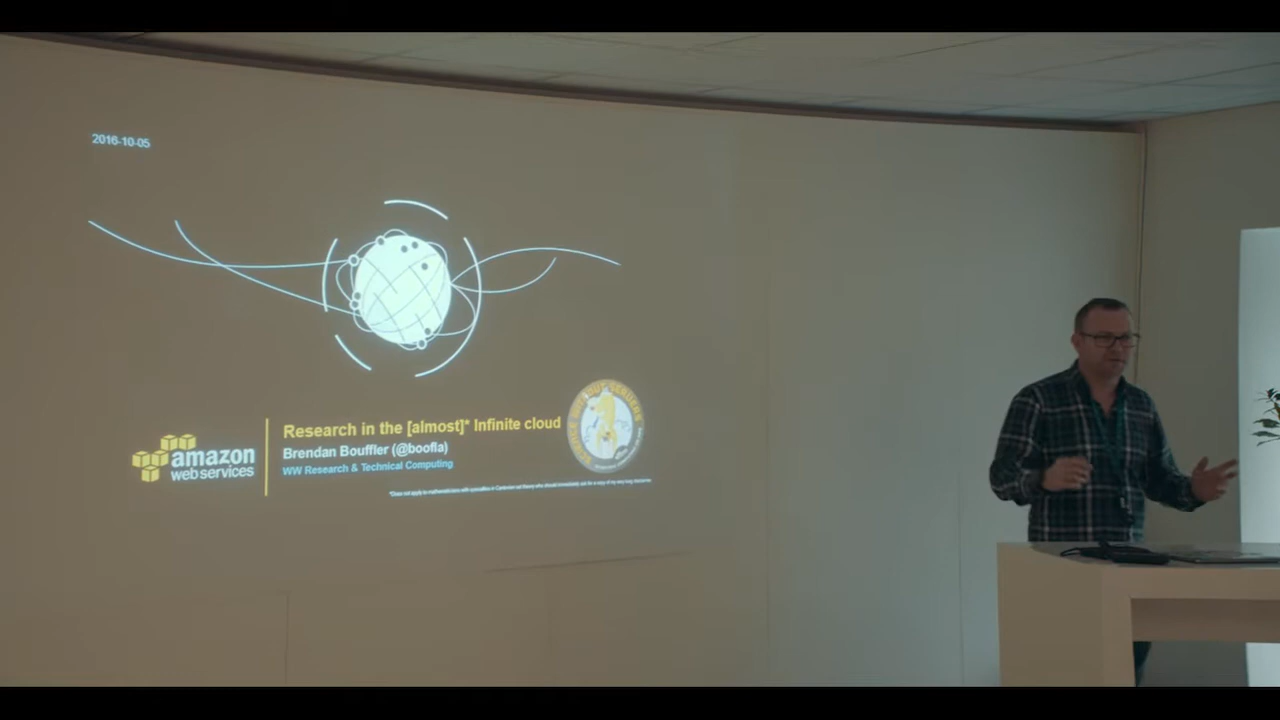 2016-10-05
amazon
web services
Research in the [almost]* Infinite cloud
Brendan Bouffler (@boofla)
WW Research & Technical Computing